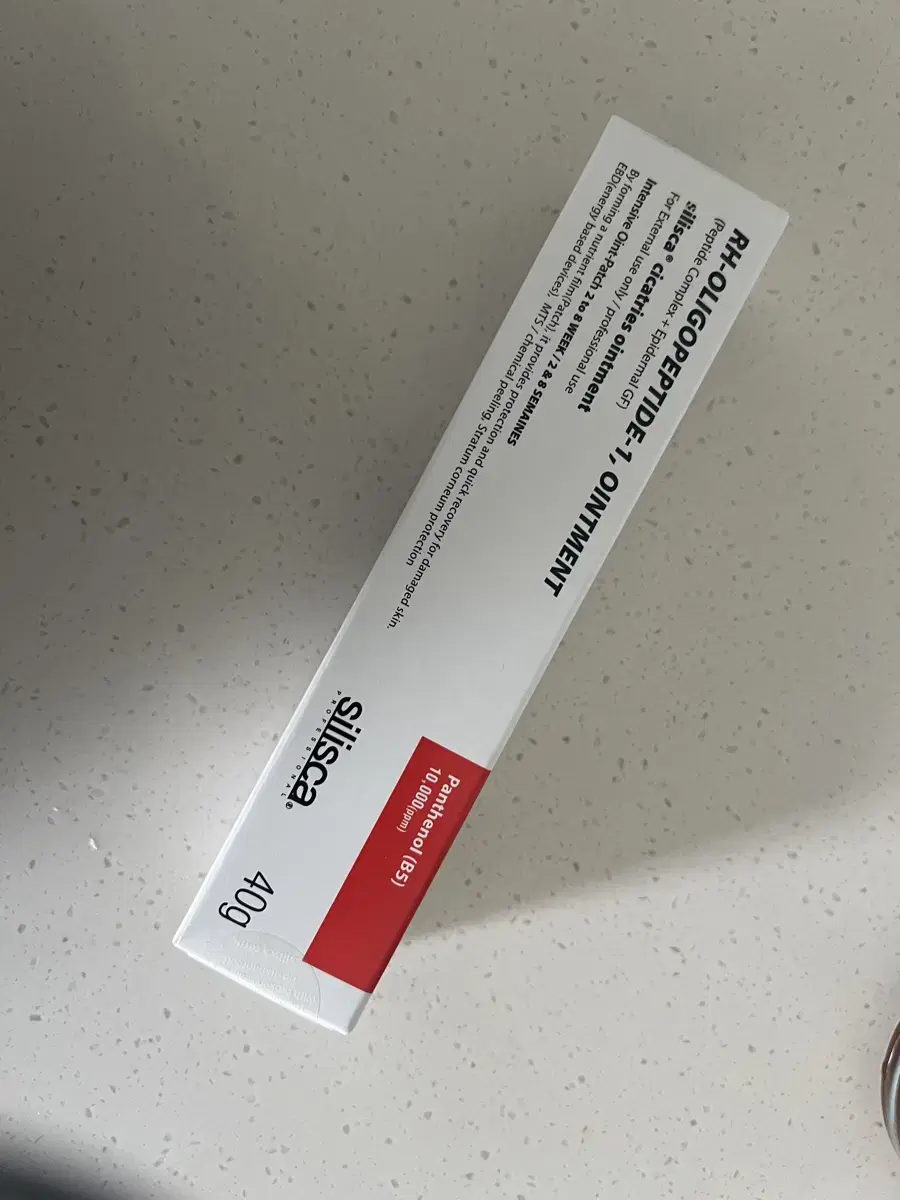 RH-OLIGOPEPTIDE-1, OINTMENT
(Peptide Complex + Epidermal (GF)
silisca® cicatries ointment
For External use only / professional use
Intensive Oint-Patch 2 to 8 WEEK / 2 & 8 SEMAINES
By forming a nutrient film(Patch), it provides protection and quick recovery for damaged skin.
EBD(energy based devices), MTS / chemical peeling, Stratum corneum protection
Panthenol (B5)
10,000(ppm)
silisca®
PROFESSIONAL
40g